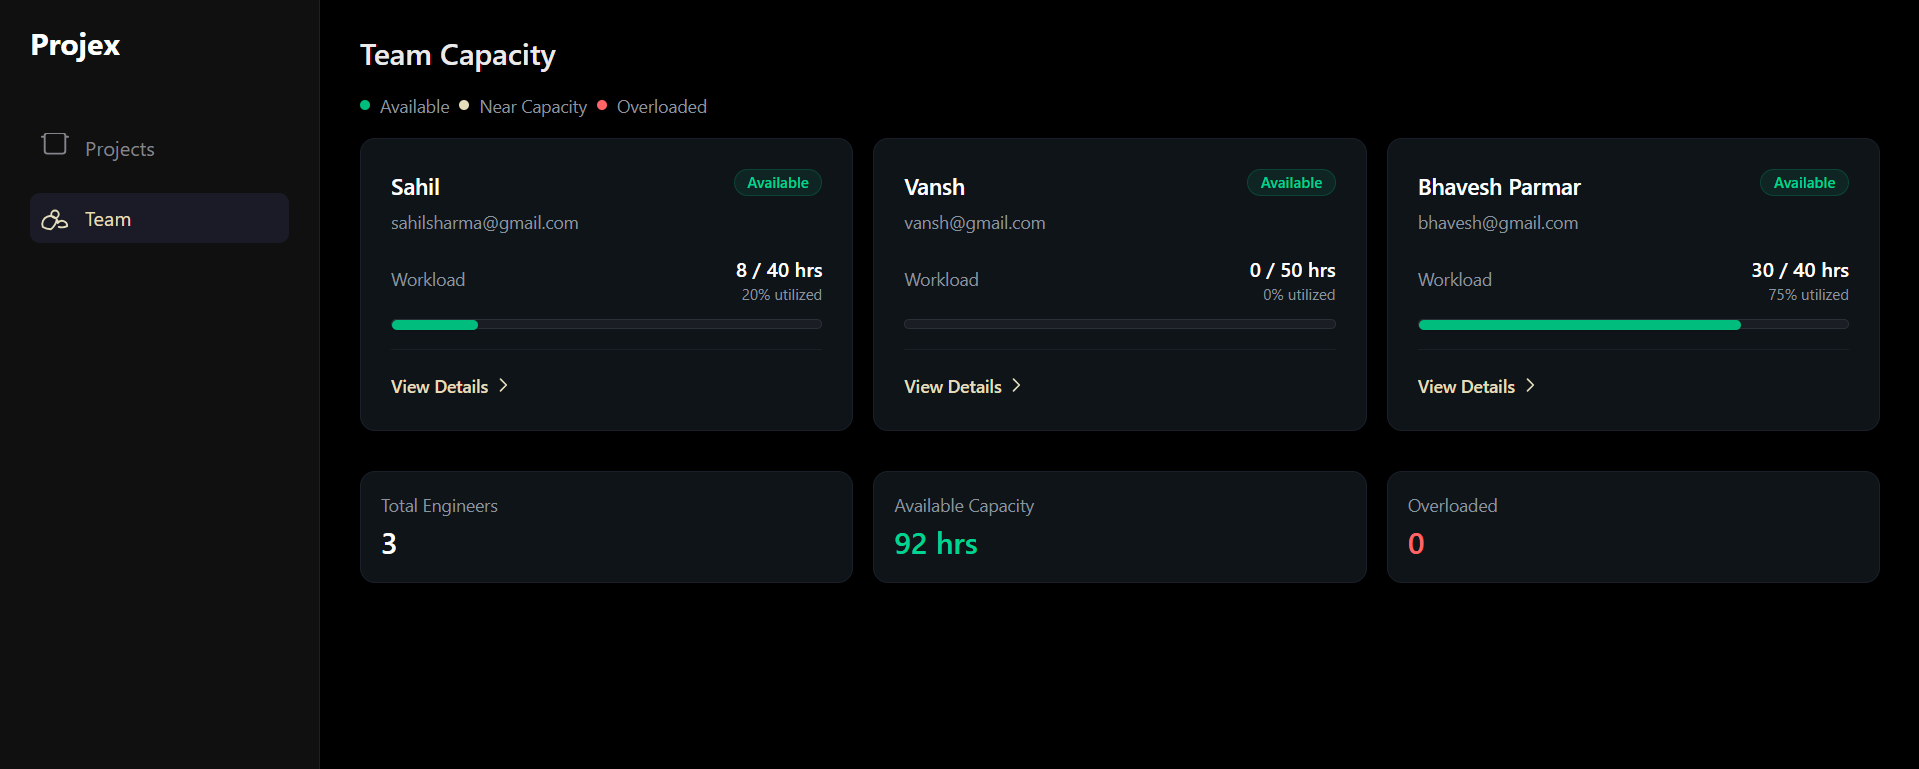 Projex
Projects
Team
Team Capacity
Available Near Capacity Overloaded
Sahil
Available
sahilsharma@gmail.com
Workload
8 / 40 hrs
20% utilized
View Details
Vansh
Available
vansh@gmail.com
Workload
0 / 50 hrs
0% utilized
View Details
Bhavesh Parmar
Available
bhavesh@gmail.com
Workload
30 / 40 hrs
75% utilized
View Details
Total Engineers
3
Available Capacity
92 hrs
Overloaded
0